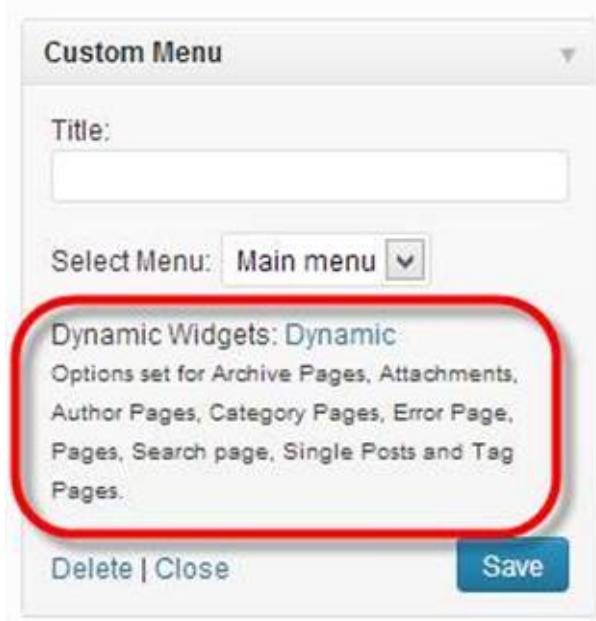 Custom Menu
Title:
Select Menu: Main menu
Dynamic Widgets: Dynamic
Options set for Archive Pages, Attachments,
Author Pages, Category Pages, Error Page,
Pages, Search page, Single Posts and Tag
Pages.
Delete | Close
Save